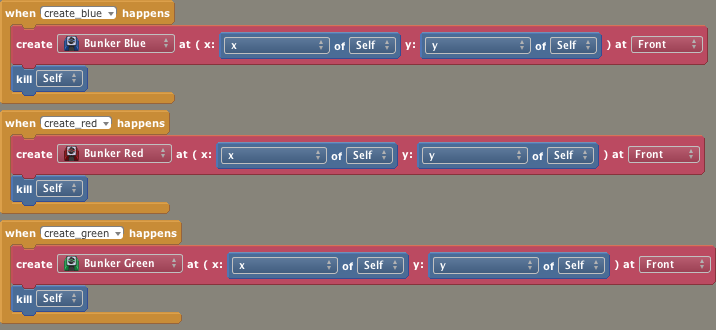 when create_blue happens
create Bunker Blue at ( x: x of Self y: y of Self ) at Front
kill Self
when create_red happens
create Bunker Red at ( x: x of Self y: y of Self ) at Front
kill Self
when create_green happens
create Bunker Green at ( x: x of Self y: y of Self ) at Front
kill Self